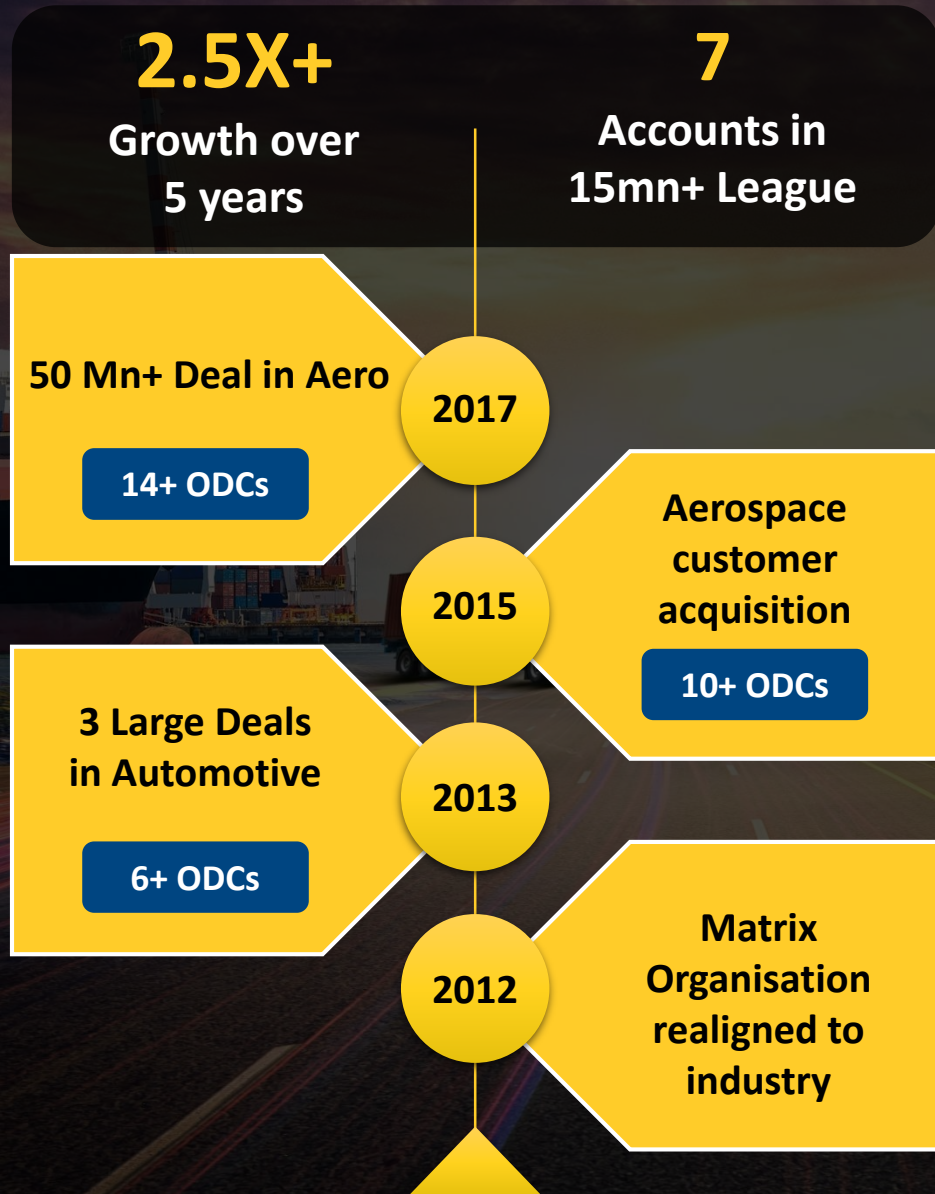 2.5X+
Growth over
5 years
7
Accounts in
15mn+ League
50 Mn+ Deal in Aero
14+ ODCs
2017
Aerospace
customer
acquisition
10+ ODCs
2015
3 Large Deals
in Automotive
6+ ODCs
2013
Matrix
Organisation
realigned to
industry
2012